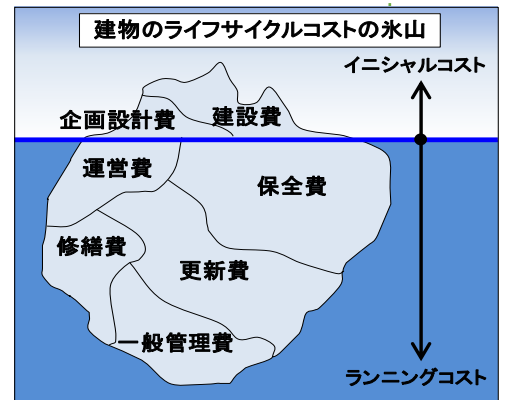 建物のライフサイクルコストの氷山
イニシャルコスト
企画設計費
建設費
運営費
保全費
修繕費
更新費
一般管理費
ランニングコスト